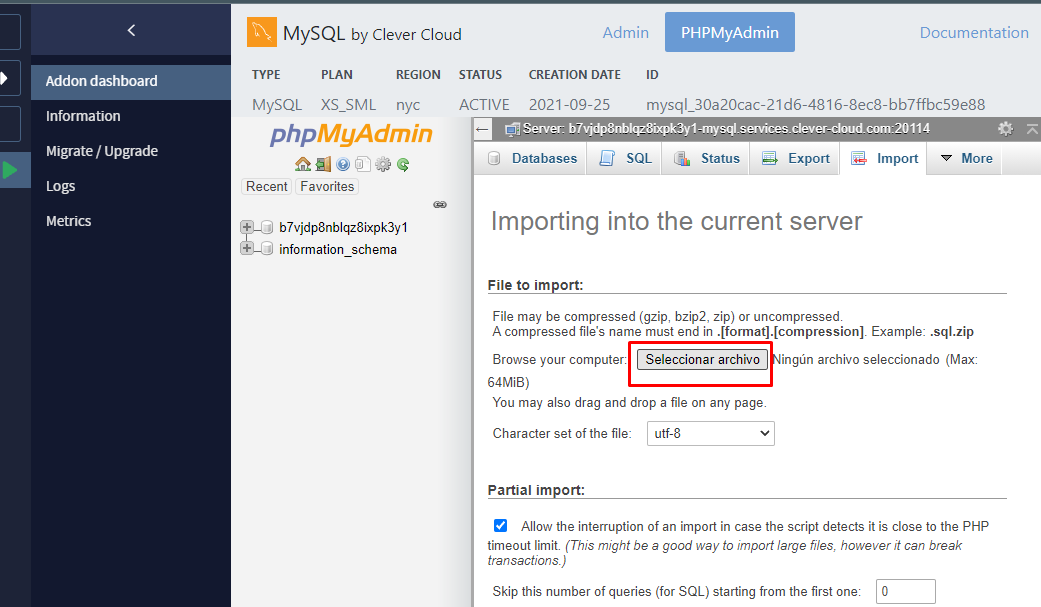 MySQL by Clever Cloud
Admin
PHPMyAdmin
Documentation
TYPE PLAN REGION STATUS CREATION DATE ID
MySQL XS_SML nyc ACTIVE 2021-09-25 mysql_30a20cac-21d6-4816-8ec8-bb7ffbc59e88
Addon dashboard
Information
Migrate / Upgrade
Logs
Metrics
phpMyAdmin
Recent Favorites
b7vjdp8nblqz8ixpk3y1
information_schema
Server: b7vjdp8nblqz8ixpk3y1-mysql.services.clever-cloud.com:20114
Databases SQL Status Export Import More
Importing into the current server
File to import:
File may be compressed (gzip, bzip2, zip) or uncompressed.
A compressed file's name must end in .[format].[compression]. Example: .sql.zip
Browse your computer: Seleccionar archivo Ningún archivo seleccionado (Max:
64MiB)
You may also drag and drop a file on any page.
Character set of the file: utf-8
Partial import:
Allow the interruption of an import in case the script detects it is close to the PHP
timeout limit. (This might be a good way to import large files, however it can break
transactions.)
Skip this number of queries (for SQL) starting from the first one: 0